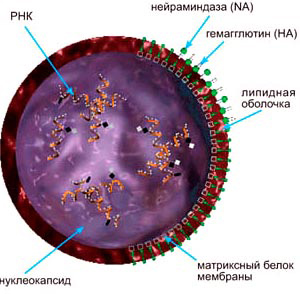 РНК
нейраминдаза (NA)
гемагглютин (HA)
липидная
оболочка
матриксный белок
мембраны
нуклеокапсид